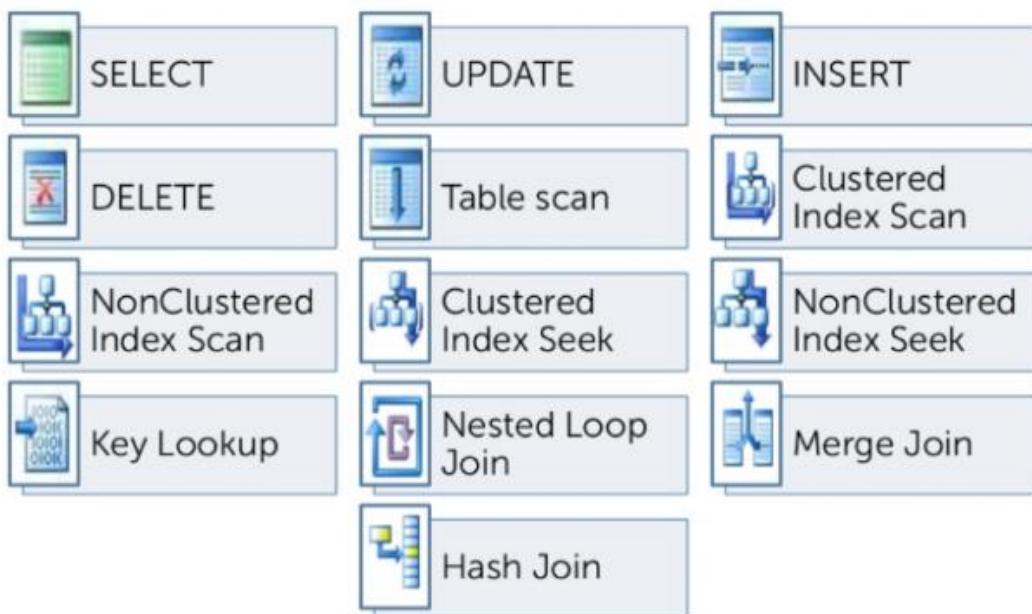 SELECT
UPDATE
INSERT
DELETE
Table scan
Clustered
Index Scan
NonClustered
Index Scan
Clustered
Index Seek
NonClustered
Index Seek
Key Lookup
Nested Loop
Join
Merge Join
Hash Join